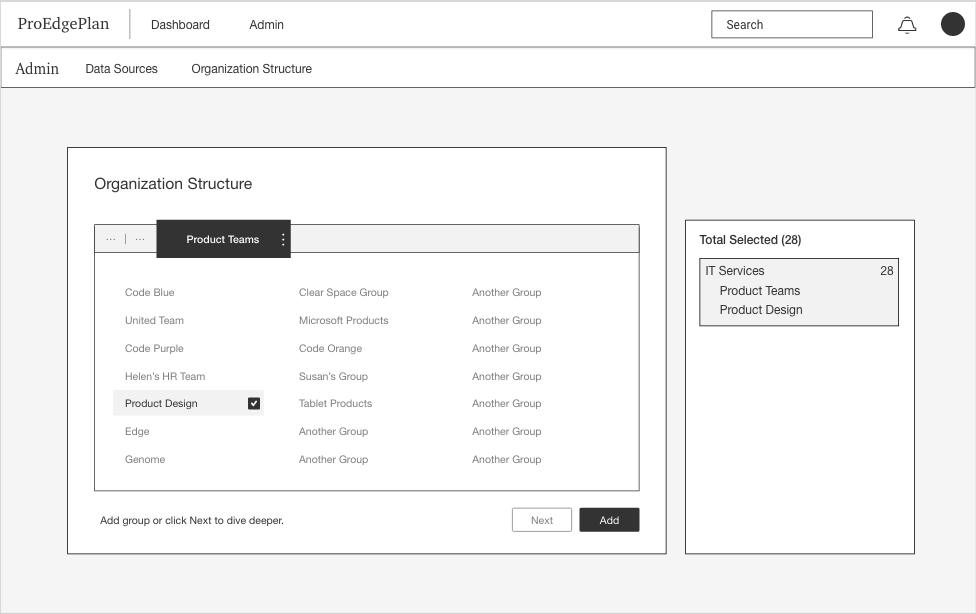 ProEdgePlan Dashboard Admin Search
Admin Data Sources Organization Structure
Organization Structure
... | ... Product Teams
Code Blue Clear Space Group Another Group
United Team Microsoft Products Another Group
Code Purple Code Orange Another Group
Helen's HR Team Susan's Group Another Group
Product Design Tablet Products Another Group
Edge Another Group Another Group
Genome Another Group Another Group
Add group or click Next to dive deeper. Next Add
Total Selected (28)
IT Services 28
Product Teams
Product Design